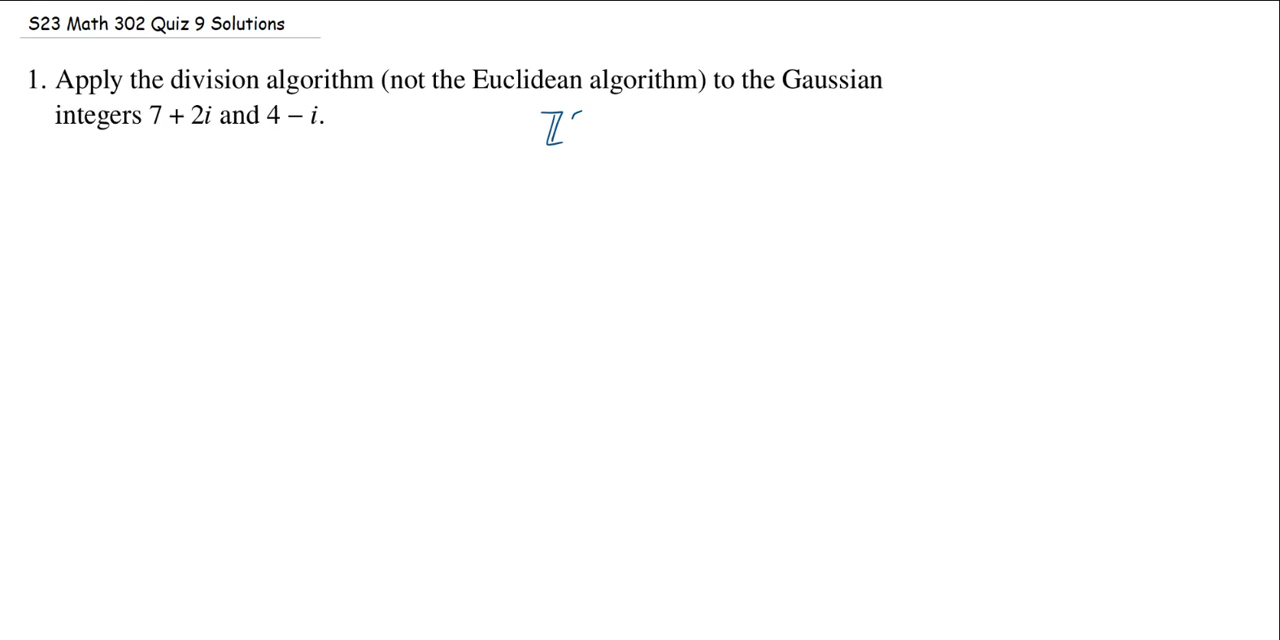 S23 Math 302 Quiz 9 Solutions
1. Apply the division algorithm (not the Euclidean algorithm) to the Gaussian
integers 7 + 2i and 4 – i.
ℤ